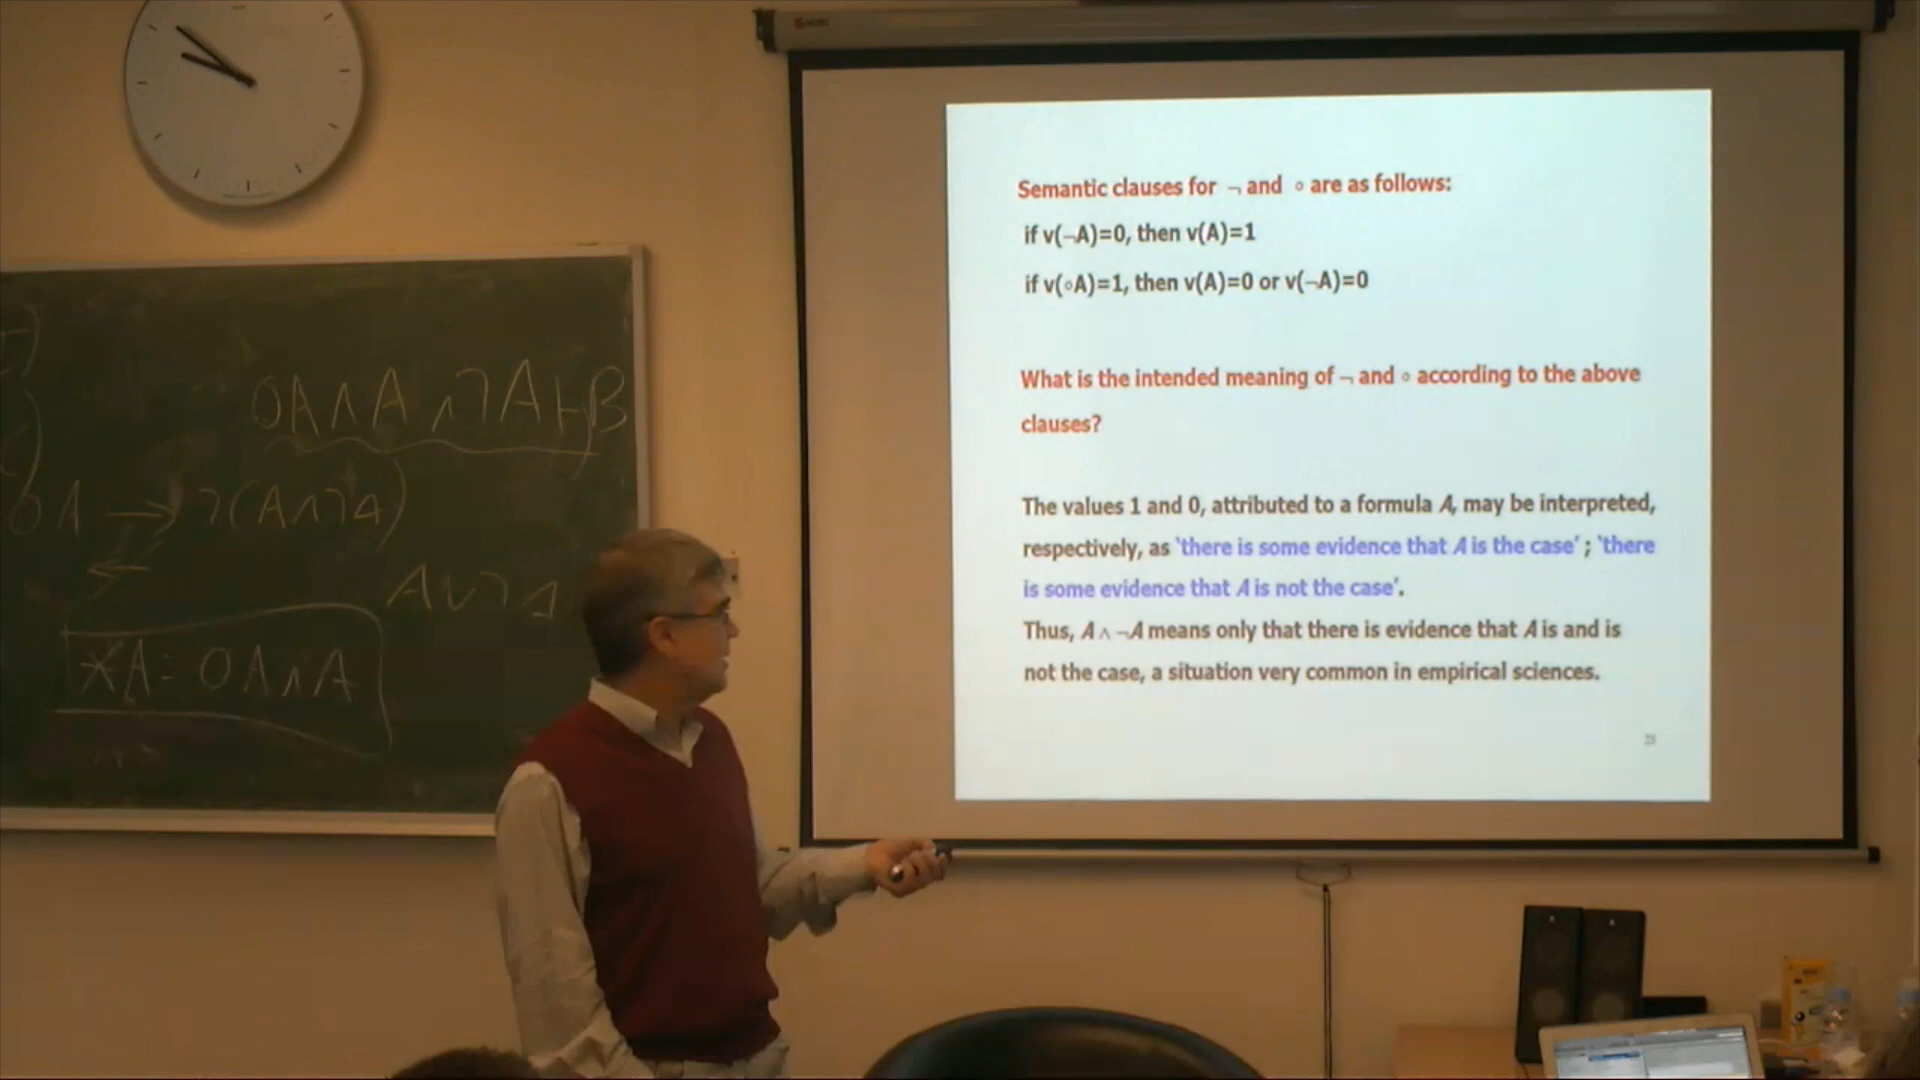 OA∧A∧¬A⊢B
OA → ¬(A∧¬A)
←
A∨¬A
*A = OA∧A
Semantic clauses for ¬ and ∘ are as follows:
if v(¬A)=0, then v(A)=1
if v(∘A)=1, then v(A)=0 or v(¬A)=0
What is the intended meaning of ¬ and ∘ according to the above
clauses?
The values 1 and 0, attributed to a formula A, may be interpreted,
respectively, as 'there is some evidence that A is the case' ; 'there
is some evidence that A is not the case'.
Thus, A ∧ ¬A means only that there is evidence that A is and is
not the case, a situation very common in empirical sciences.